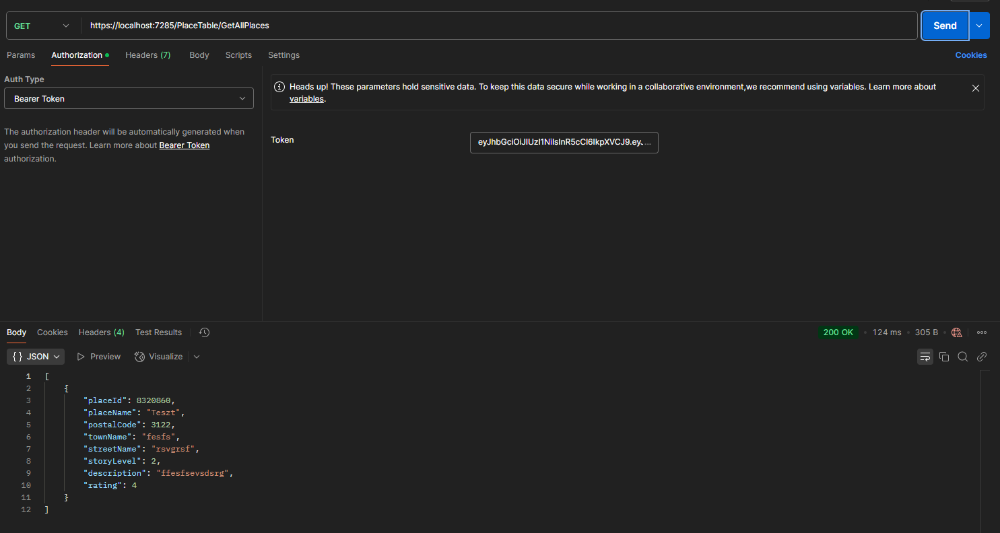 GET https://localhost:7285/PlaceTable/GetAllPlaces Send
Params Authorization Headers (7) Body Scripts Settings Cookies
Auth Type
Bearer Token
The authorization header will be automatically generated when
you send the request. Learn more about Bearer Token
authorization.
Heads up! These parameters hold sensitive data. To keep this data secure while working in a collaborative environment,we recommend using variables. Learn more about
variables.
Token eyJhbGciOiJIUzI1NiIsInR5cCI6IkpXVCJ9.ey. ...
Body Cookies Headers (4) Test Results 200 OK • 124 ms • 305 B •
{} JSON Preview Visualize
1 [
2 {
3 "placeId": 8320860,
4 "placeName": "Teszt",
5 "postalCode": 3122,
6 "townName": "fesfs",
7 "streetName": "rsvgrsf",
8 "storyLevel": 2,
9 "description": "ffesfsevsdsrg",
10 "rating": 4
11 }
12 ]